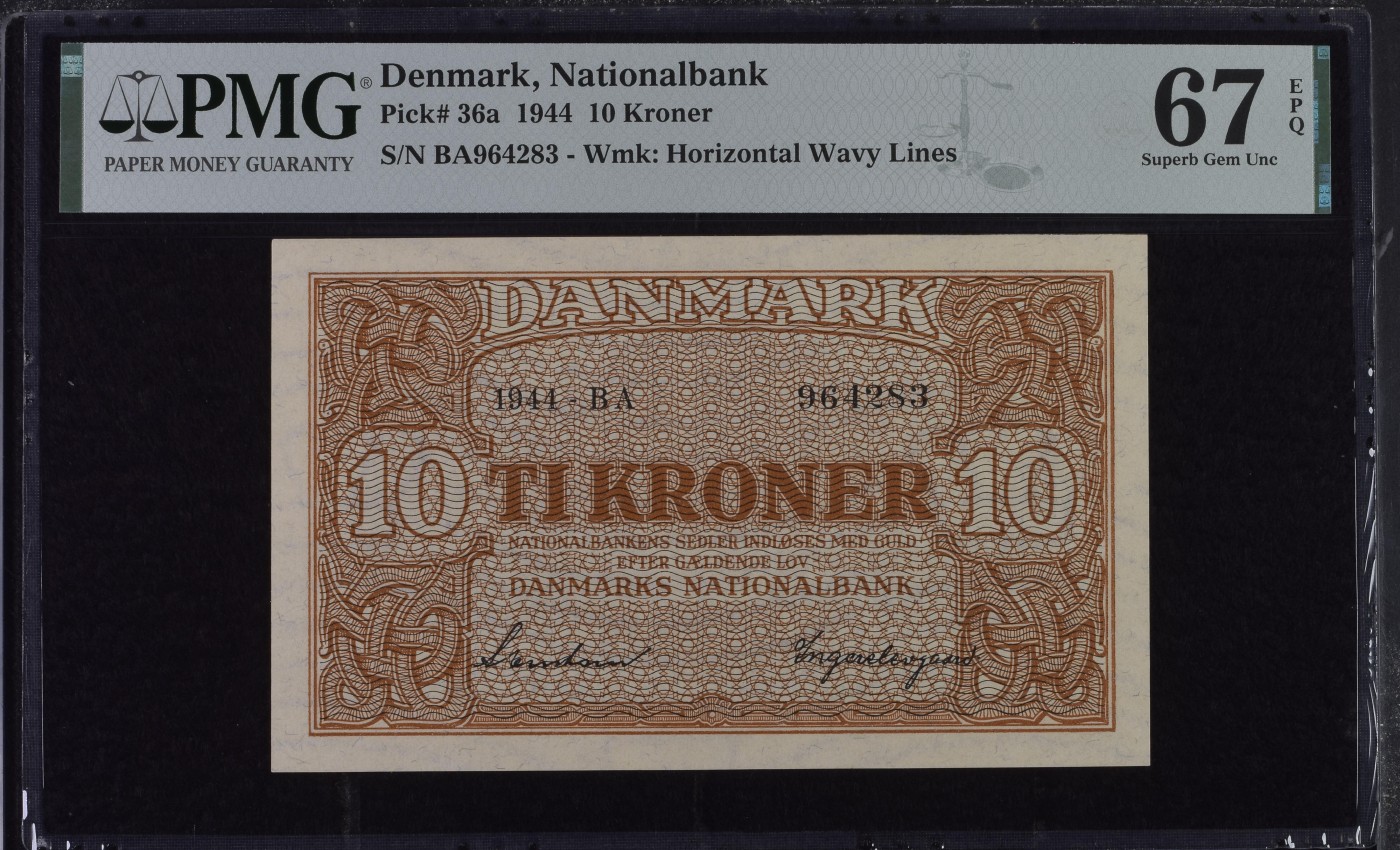 PMG®
PAPER MONEY GUARANTY
Denmark, Nationalbank
Pick# 36a 1944 10 Kroner
S/N BA964283 - Wmk: Horizontal Wavy Lines
67 EPQ
Superb Gem Unc
DANMARK
1944 - BA 964283
10 TI KRONER 10
NATIONALBANKENS SEDLER INDLØSES MED GULD
EFTER GÆLDENDE LOV
DANMARKS NATIONALBANK
Svendsen